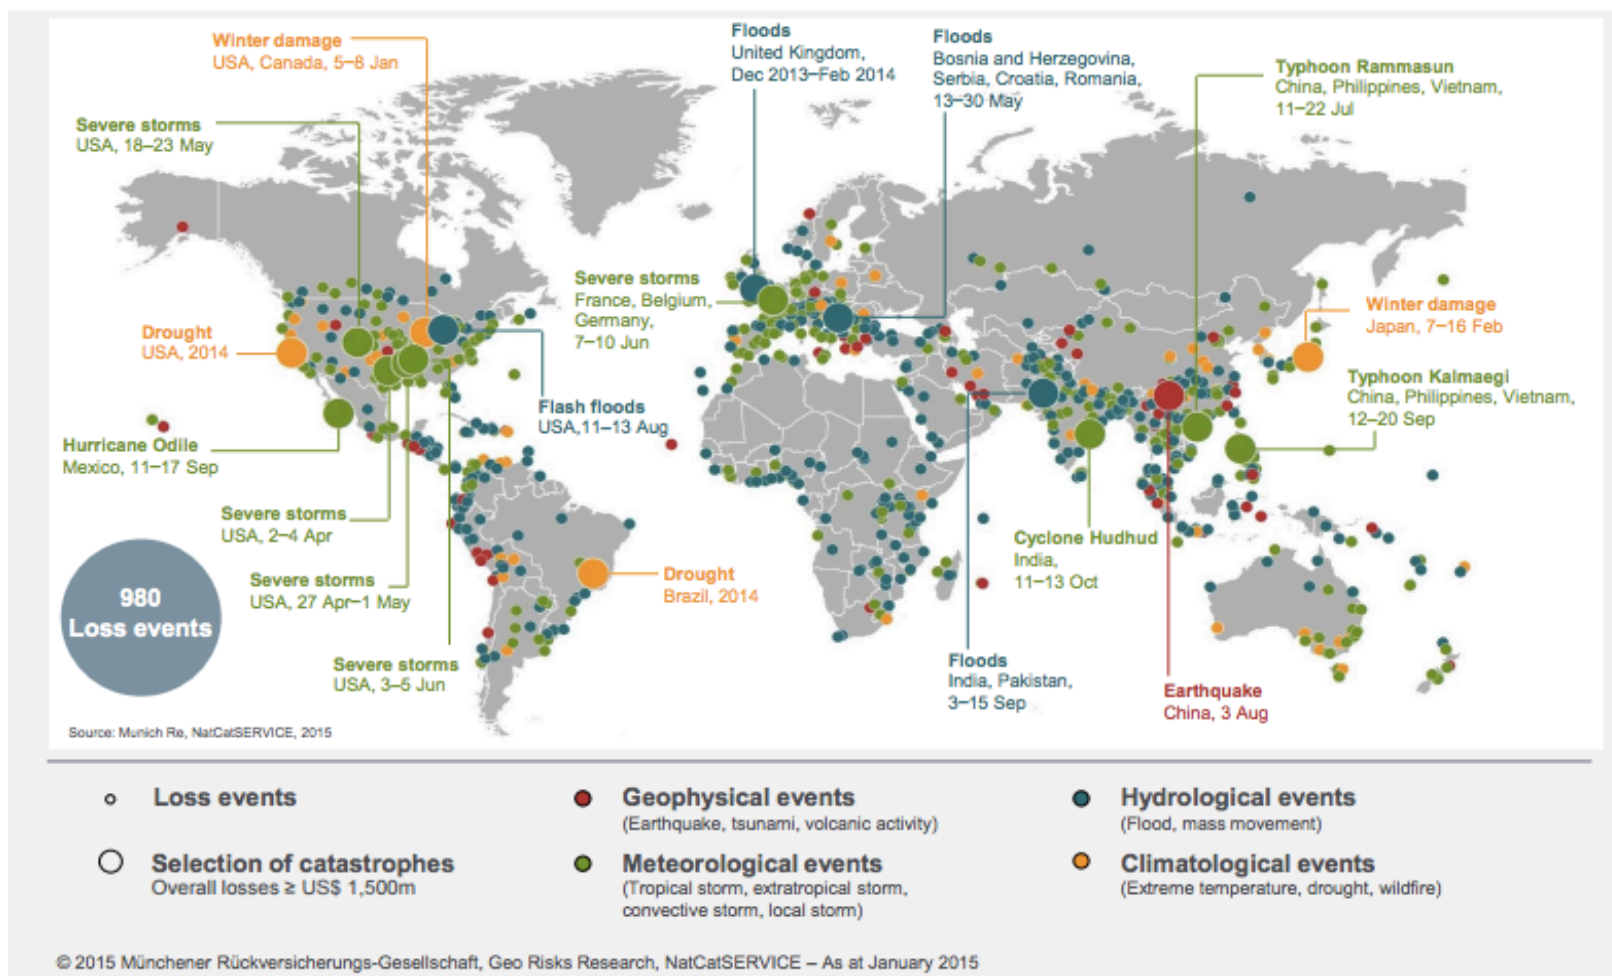 Winter damage
USA, Canada, 5–8 Jan
Floods
United Kingdom,
Dec 2013–Feb 2014
Floods
Bosnia and Herzegovina,
Serbia, Croatia, Romania,
13–30 May
Typhoon Rammasun
China, Philippines, Vietnam,
11–22 Jul
Severe storms
USA, 18–23 May
Severe storms
France, Belgium,
Germany,
7–10 Jun
Drought
USA, 2014
Winter damage
Japan, 7–16 Feb
Typhoon Kalmaegi
China, Philippines, Vietnam,
12–20 Sep
Flash floods
USA,11–13 Aug
Hurricane Odile
Mexico, 11–17 Sep
Severe storms
USA, 2–4 Apr
Cyclone Hudhud
India,
11–13 Oct
Severe storms
USA, 27 Apr–1 May
Drought
Brazil, 2014
980
Loss events
Severe storms
USA, 3–5 Jun
Floods
India, Pakistan,
3–15 Sep
Earthquake
China, 3 Aug
Source: Munich Re, NatCatSERVICE, 2015
Loss events
Selection of catastrophes
Overall losses ≥ US$ 1,500m
Geophysical events
(Earthquake, tsunami, volcanic activity)
Meteorological events
(Tropical storm, extratropical storm,
convective storm, local storm)
Hydrological events
(Flood, mass movement)
Climatological events
(Extreme temperature, drought, wildfire)
© 2015 Münchener Rückversicherungs-Gesellschaft, Geo Risks Research, NatCatSERVICE – As at January 2015